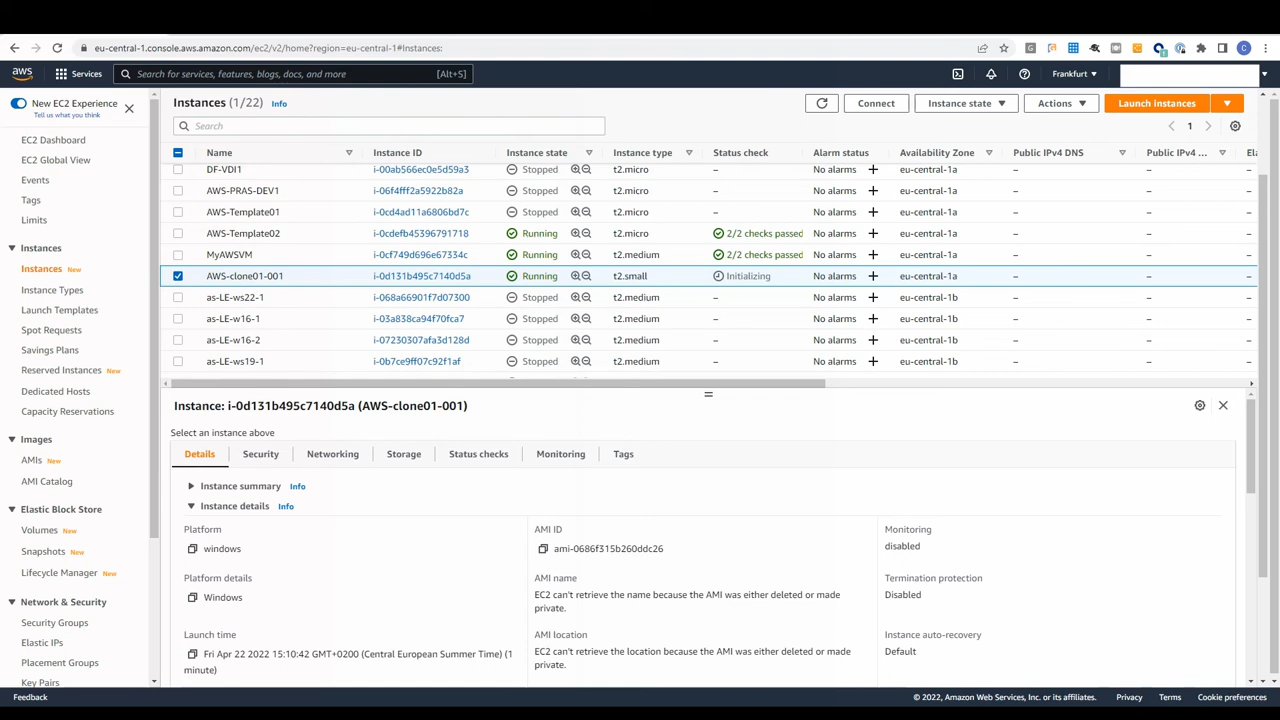 eu-central-1.console.aws.amazon.com/ec2/v2/home?region=eu-central-1#Instances:
C
aws
Services
Search for services, features, blogs, docs, and more
[Alt+S]
Frankfurt
New EC2 Experience
Tell us what you think
EC2 Dashboard
EC2 Global View
Events
Tags
Limits
Instances
Instances New
Instance Types
Launch Templates
Spot Requests
Savings Plans
Reserved Instances New
Dedicated Hosts
Capacity Reservations
Images
AMIs New
AMI Catalog
Elastic Block Store
Volumes New
Snapshots New
Lifecycle Manager New
Network & Security
Security Groups
Elastic IPs
Placement Groups
Key Pairs
Instances (1/22) Info
Connect
Instance state
Actions
Launch instances
Search
1
Name Instance ID Instance state Instance type Status check Alarm status Availability Zone Public IPv4 DNS Public IPv4 ... Ela
DF-VDI1 i-00ab566ec0e5d59a3 Stopped t2.micro – No alarms + eu-central-1a – – –
AWS-PRAS-DEV1 i-06f4fff2a5922b82a Stopped t2.micro – No alarms + eu-central-1a – – –
AWS-Template01 i-0cd4ad11a6806bd7c Stopped t2.micro – No alarms + eu-central-1a – – –
AWS-Template02 i-0cdefb45396791718 Running t2.micro 2/2 checks passed No alarms + eu-central-1a – – –
MyAWSVM i-0cf749d696e67334c Running t2.medium 2/2 checks passed No alarms + eu-central-1a – – –
AWS-clone01-001 i-0d131b495c7140d5a Running t2.small Initializing No alarms + eu-central-1a – – –
as-LE-ws22-1 i-068a66901f7d07300 Stopped t2.medium – No alarms + eu-central-1b – – –
as-LE-w16-1 i-03a838ca94f70fca7 Stopped t2.medium – No alarms + eu-central-1b – – –
as-LE-w16-2 i-07230307afa3d128d Stopped t2.medium – No alarms + eu-central-1b – – –
as-LE-ws19-1 i-0b7ce9ff07c92f1af Stopped t2.medium – No alarms + eu-central-1b – – –
Instance: i-0d131b495c7140d5a (AWS-clone01-001)
Select an instance above
Details Security Networking Storage Status checks Monitoring Tags
Instance summary Info
Instance details Info
Platform
windows
AMI ID
ami-0686f315b260ddc26
Monitoring
disabled
Platform details
Windows
AMI name
EC2 can't retrieve the name because the AMI was either deleted or made
private.
Termination protection
Disabled
Launch time
Fri Apr 22 2022 15:10:42 GMT+0200 (Central European Summer Time) (1
minute)
AMI location
EC2 can't retrieve the location because the AMI was either deleted or made
private.
Instance auto-recovery
Default
Feedback
© 2022, Amazon Web Services, Inc. or its affiliates.
Privacy
Terms
Cookie preferences